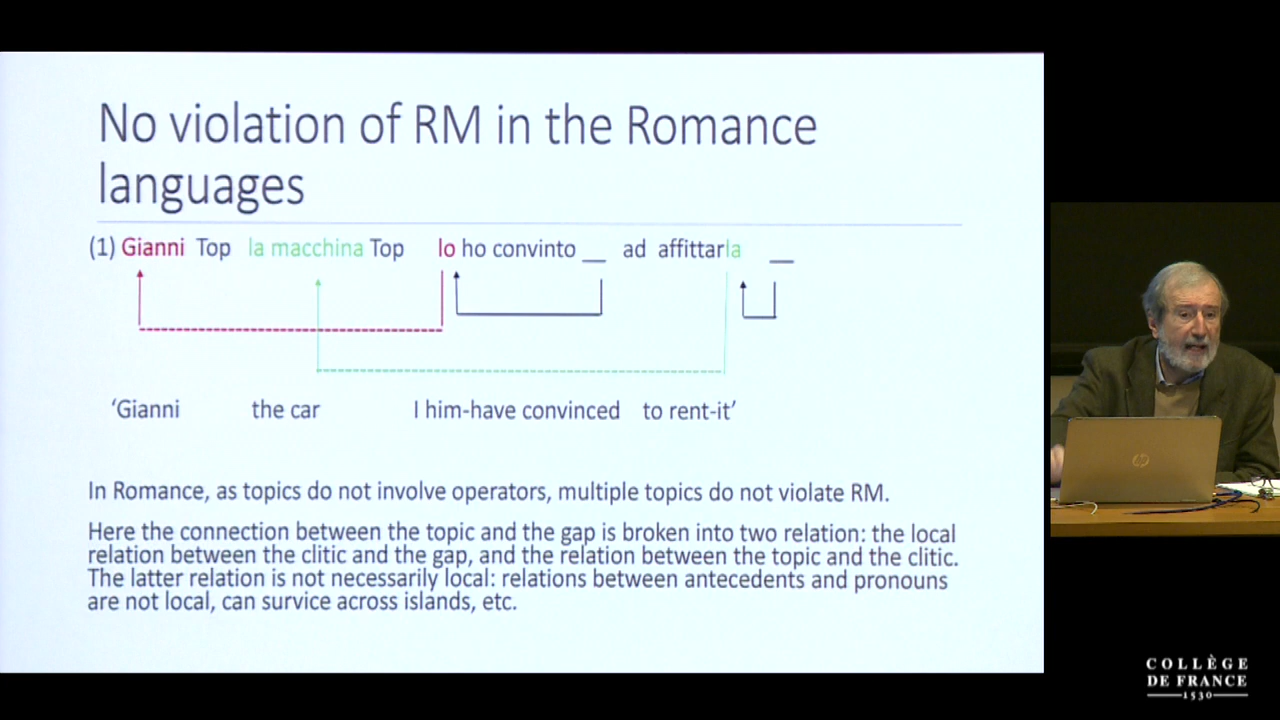 No violation of RM in the Romance
languages
(1) Gianni Top la macchina Top lo ho convinto __ ad affittarla __
‘Gianni the car I him-have convinced to rent-it’
In Romance, as topics do not involve operators, multiple topics do not violate RM.
Here the connection between the topic and the gap is broken into two relation: the local
relation between the clitic and the gap, and the relation between the topic and the clitic.
The latter relation is not necessarily local: relations between antecedents and pronouns
are not local, can survice across islands, etc.
hp
COLLÈGE
DE FRANCE
1530